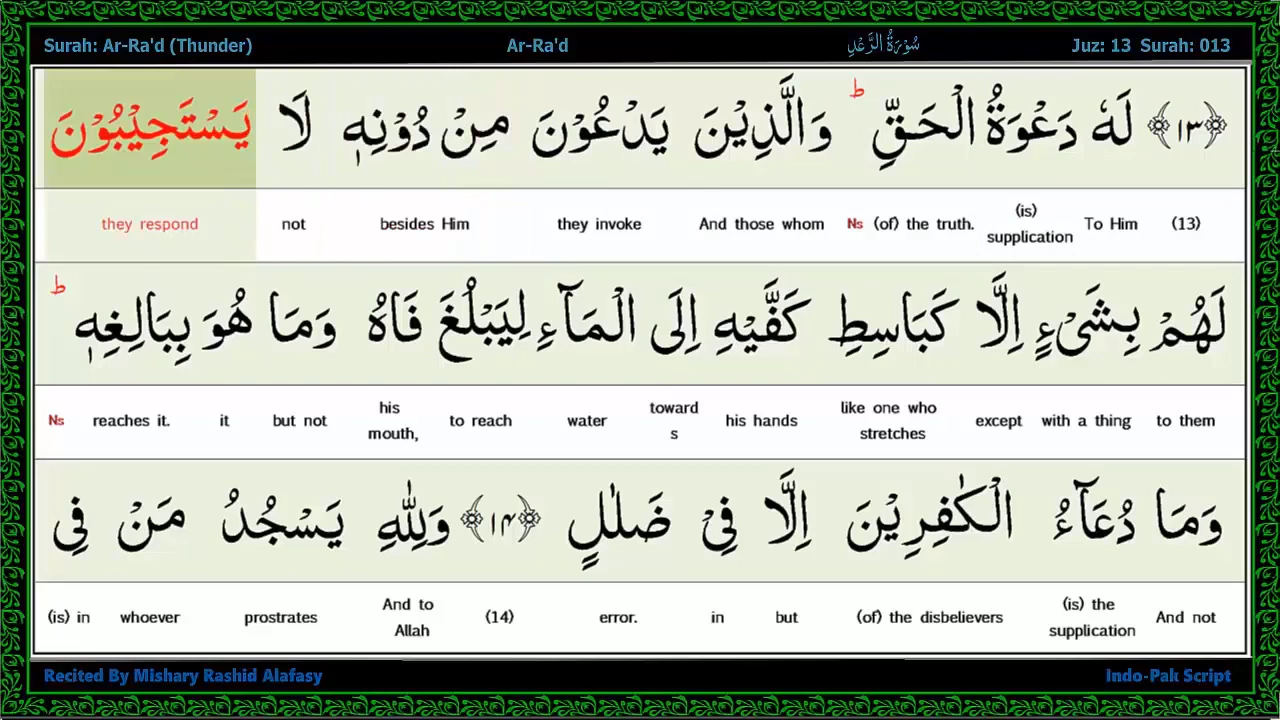 Surah: Ar-Ra'd (Thunder) Ar-Ra'd سُوْرَةُ الرَّعْدِ Juz: 13 Surah: 013
﴿١٣﴾ لَهٗ دَعْوَةُ الْحَـقِّ ؕ وَالَّذِيْنَ يَدْعُوْنَ مِنْ دُوْنِهٖ لَا يَسْتَجِيْبُوْنَ
they respond not besides Him they invoke And those whom Ns (of) the truth. (is) supplication To Him (13)
لَهُمْ بِشَىْءٍ اِلَّا كَبَاسِطِ كَفَّيْهِ اِلَى الْمَآءِ لِيَبْلُغَ فَاهُ وَمَا هُوَ بِبَالِغِهٖ ؕ
Ns reaches it. it but not his mouth, to reach water toward s his hands like one who stretches except with a thing to them
وَمَا دُعَآءُ الْكٰفِرِيْنَ اِلَّا فِىْ ضَلٰلٍ ﴿١۴﴾ وَلِلّٰهِ يَسْجُدُ مَنْ فِى
(is) in whoever prostrates And to Allah (14) error. in but (of) the disbelievers (is) the supplication And not
Recited By Mishary Rashid Alafasy Indo-Pak Script